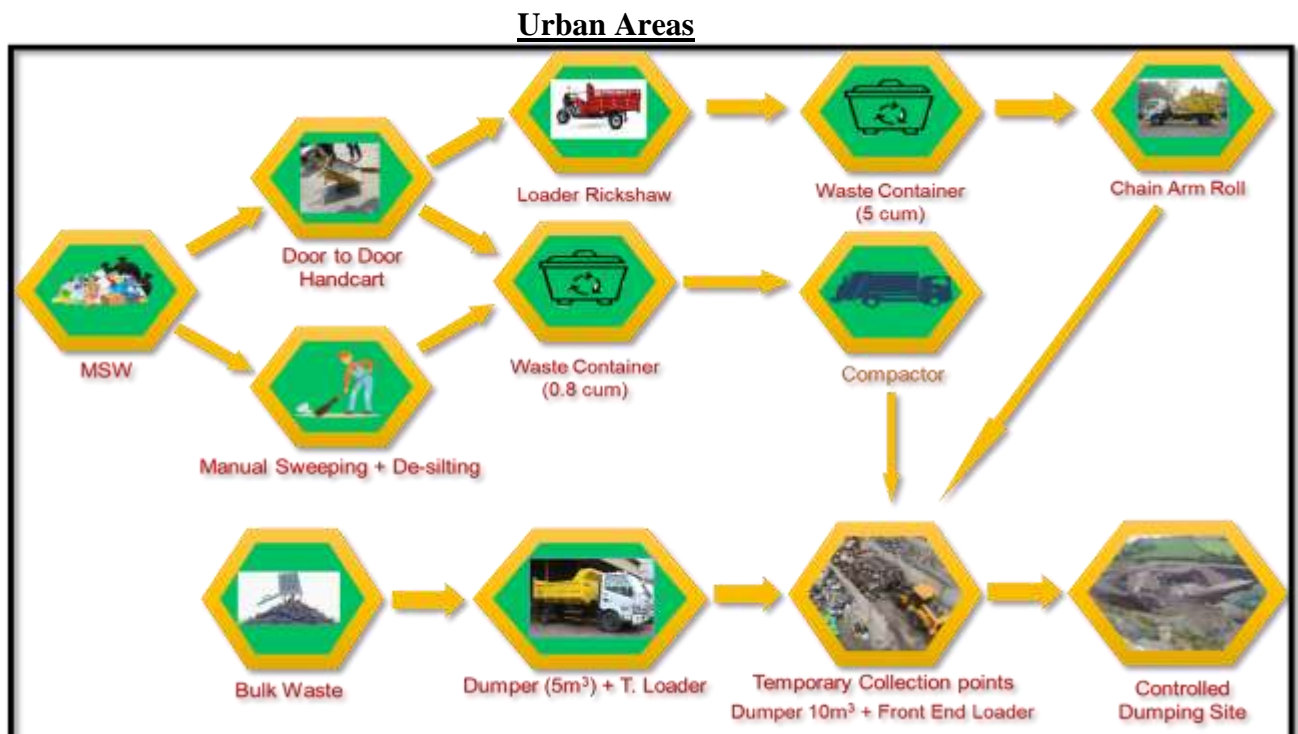 Urban Areas
Loader Rickshaw
Waste Container
(5 cum)
Chain Arm Roll
Door to Door
Handcart
MSW
Waste Container
(0.8 cum)
Compactor
Manual Sweeping + De-silting
Bulk Waste
Dumper (5m³) + T. Loader
Temporary Collection points
Dumper 10m³ + Front End Loader
Controlled
Dumping Site